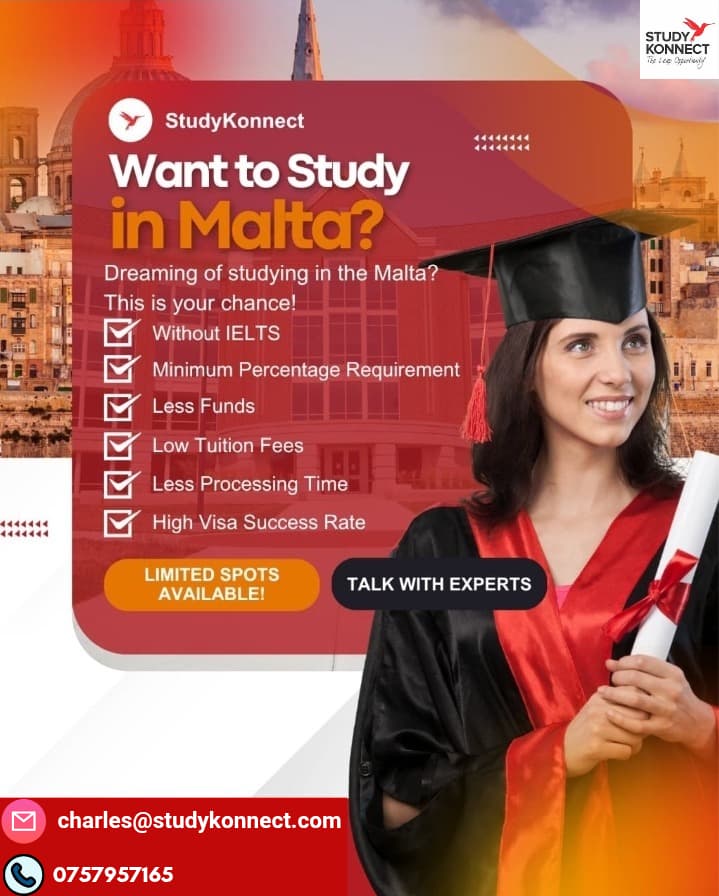 STUDY
KONNECT
The Leap Opportunity!
StudyKonnect
Want to Study
in Malta?
Dreaming of studying in the Malta?
This is your chance!
Without IELTS
Minimum Percentage Requirement
Less Funds
Low Tuition Fees
Less Processing Time
High Visa Success Rate
LIMITED SPOTS
AVAILABLE!
TALK WITH EXPERTS
charles@studykonnect.com
0757957165